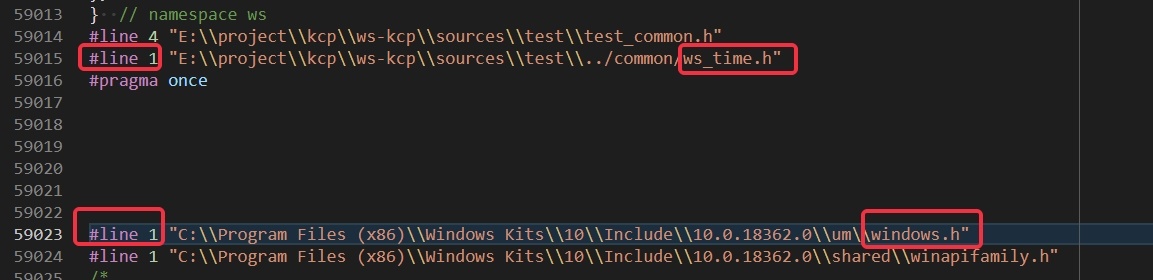 59013 } // namespace ws
59014 #line 4 "E:\\project\\kcp\\ws-kcp\\sources\\test\\test_common.h"
59015 #line 1 "E:\\project\\kcp\\ws-kcp\\sources\\test\\../common/ws_time.h"
59016 #pragma once
59017
59018
59019
59020
59021
59022
59023 #line 1 "C:\\Program Files (x86)\\Windows Kits\\10\\Include\\10.0.18362.0\\um\\windows.h"
59024 #line 1 "C:\\Program Files (x86)\\Windows Kits\\10\\Include\\10.0.18362.0\\shared\\winapifamily.h"
59025 /*